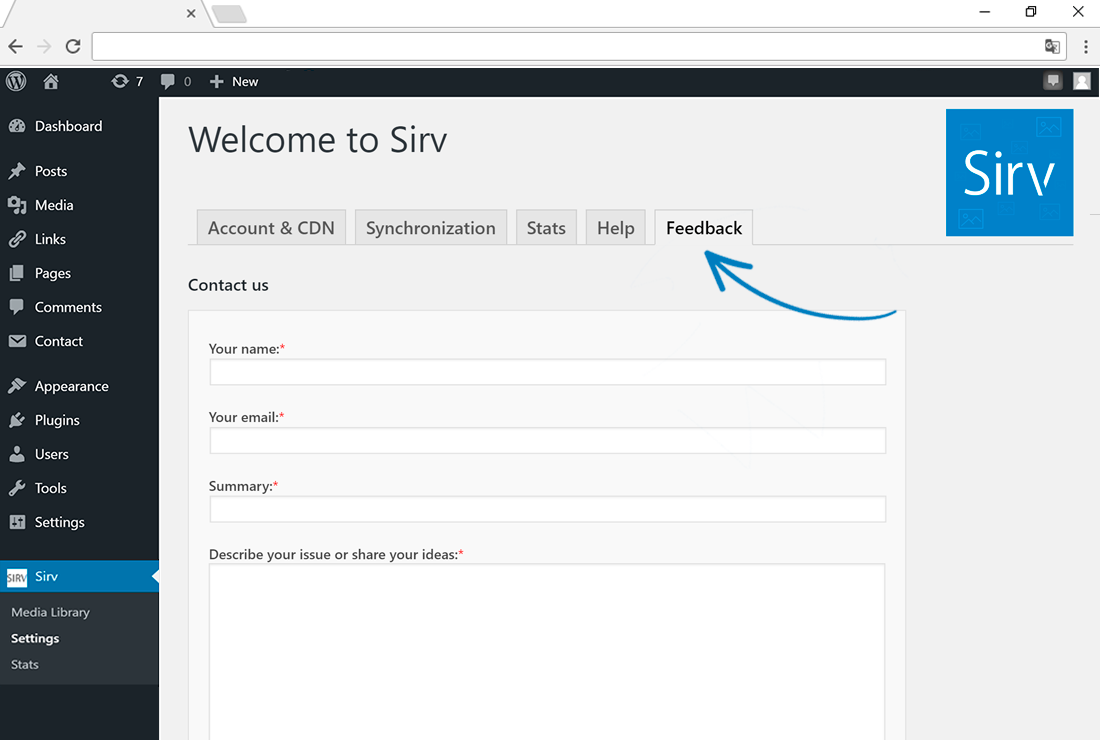 7 0 New
Dashboard
Posts
Media
Links
Pages
Comments
Contact
Appearance
Plugins
Users
Tools
Settings
SIRV Sirv
Media Library
Settings
Stats
Welcome to Sirv
Sirv
Account & CDN Synchronization Stats Help Feedback
Contact us
Your name:*
Your email:*
Summary:*
Describe your issue or share your ideas:*